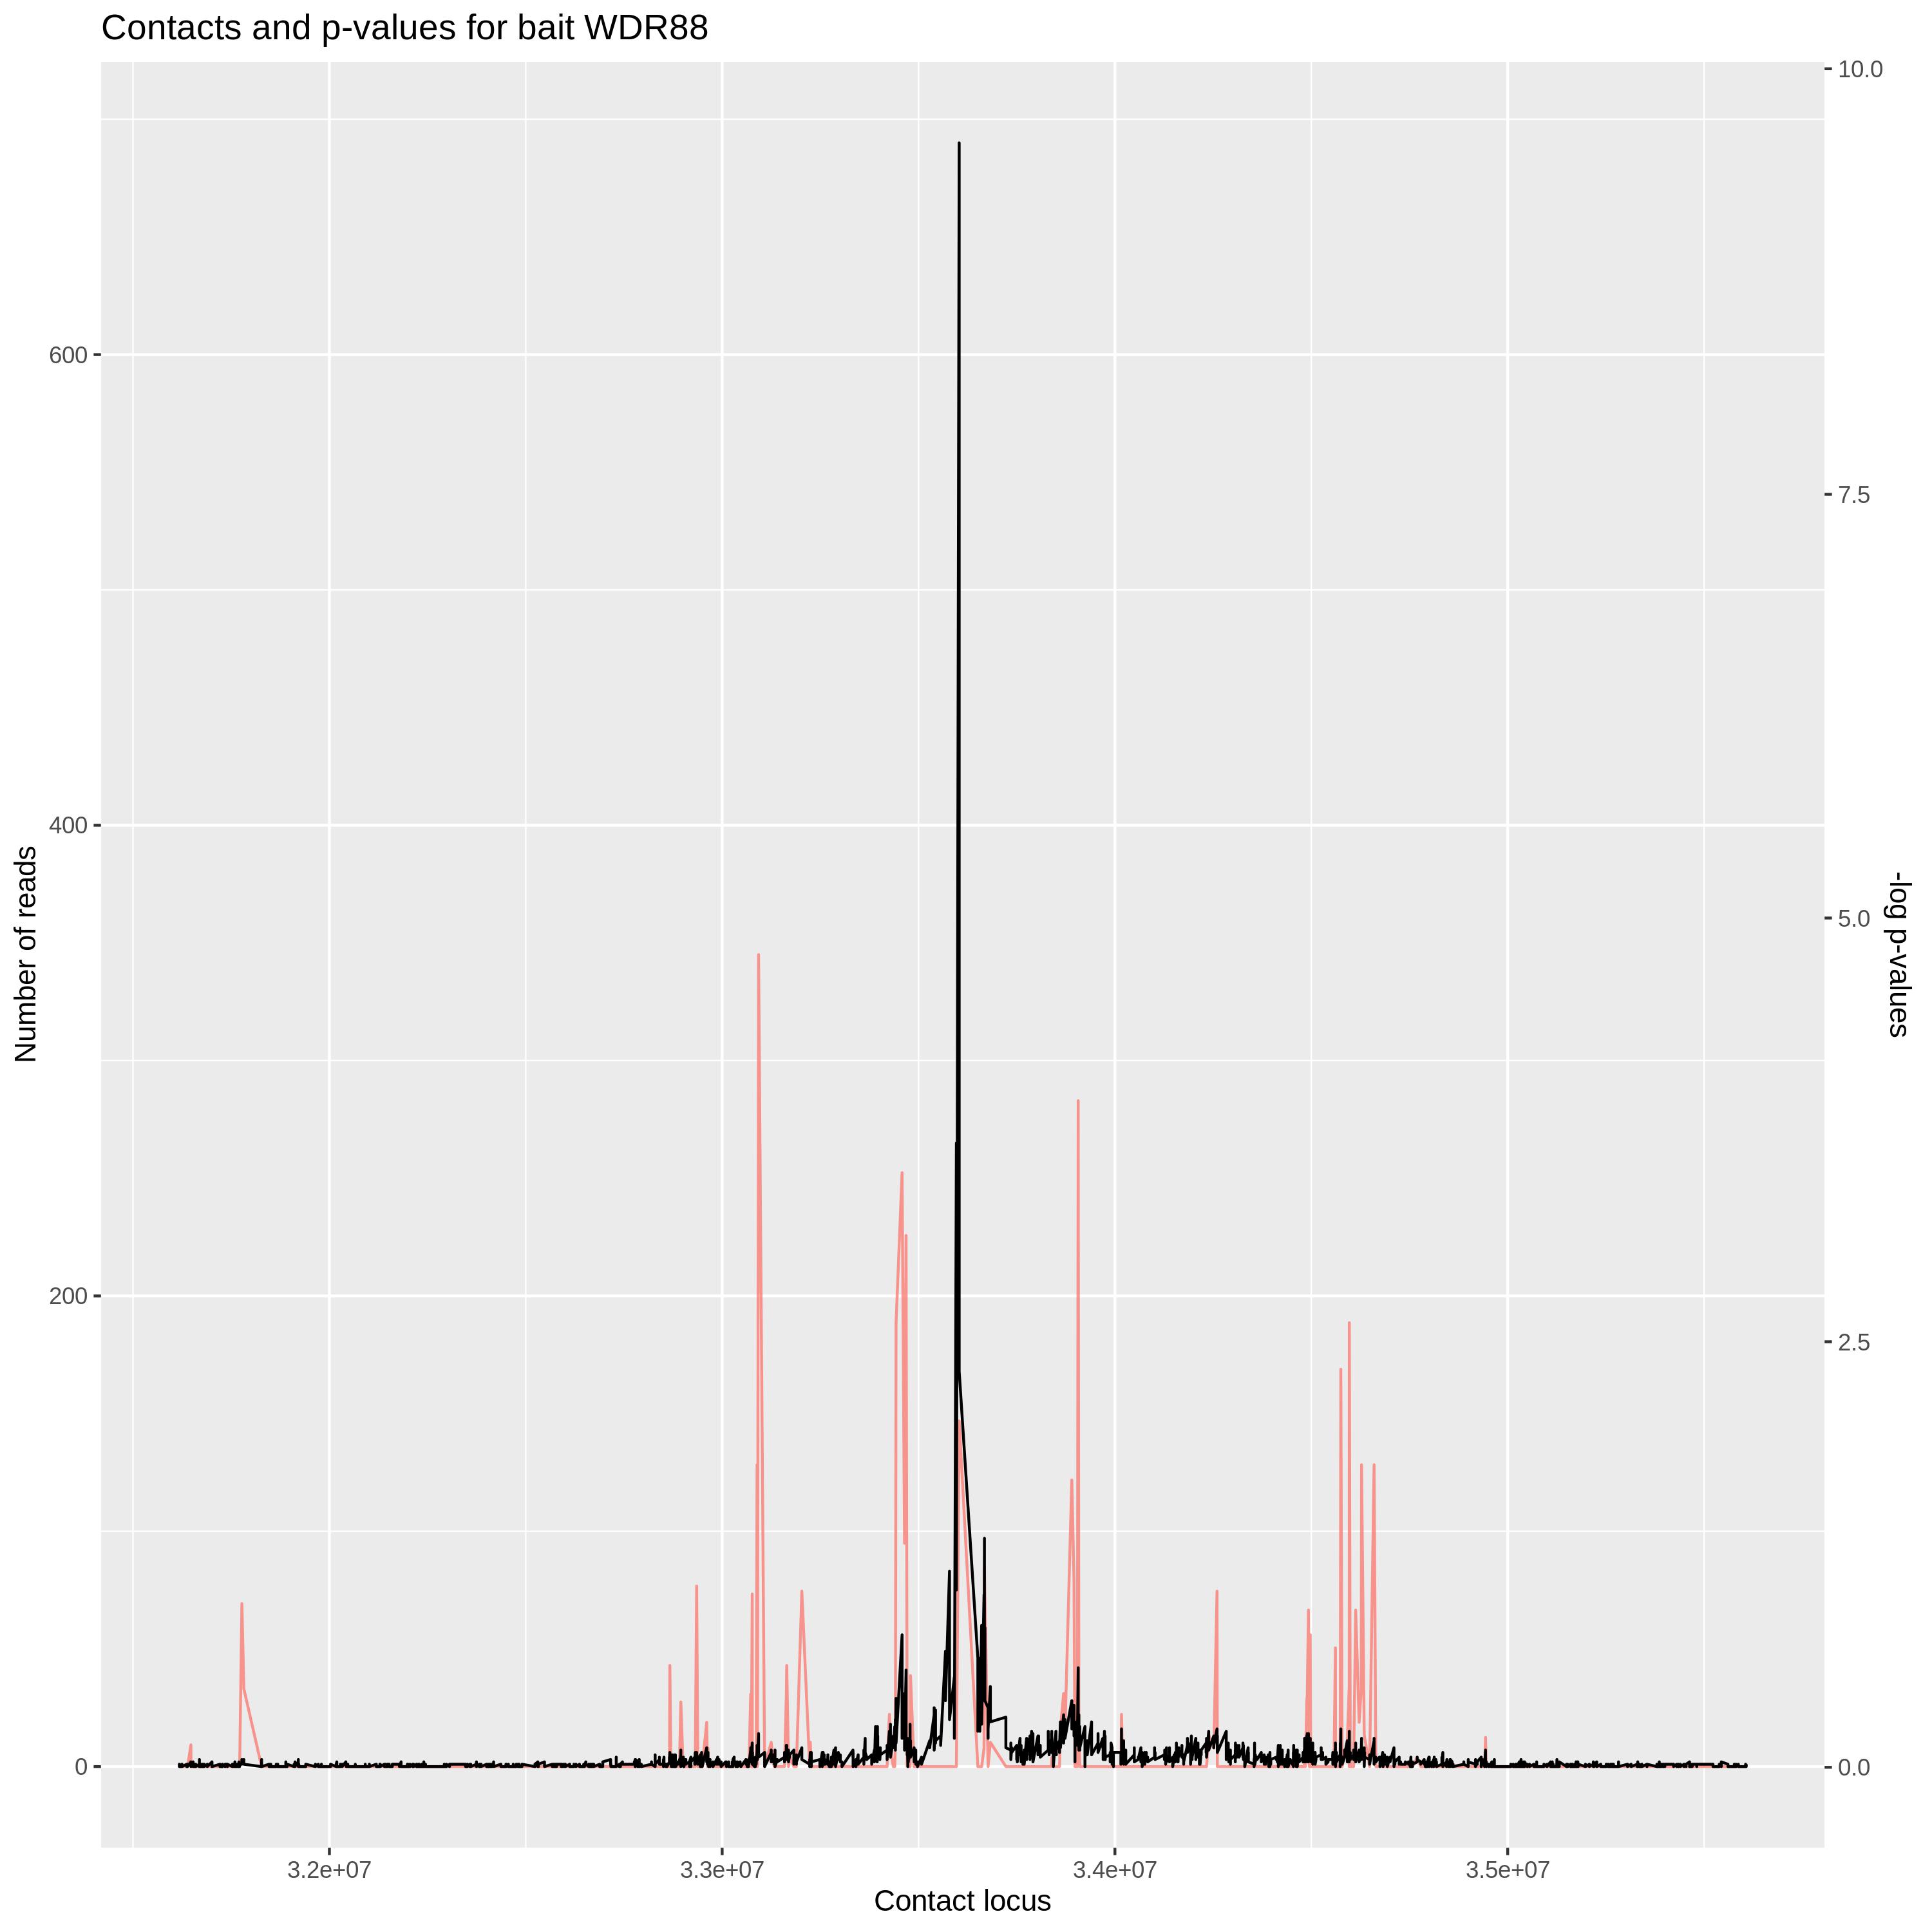 Contacts and p-values for bait WDR88
10.0
600
7.5
400
Number of reads
5.0
-log p-values
200
2.5
0
0.0
3.2e+07 3.3e+07 3.4e+07 3.5e+07
Contact locus